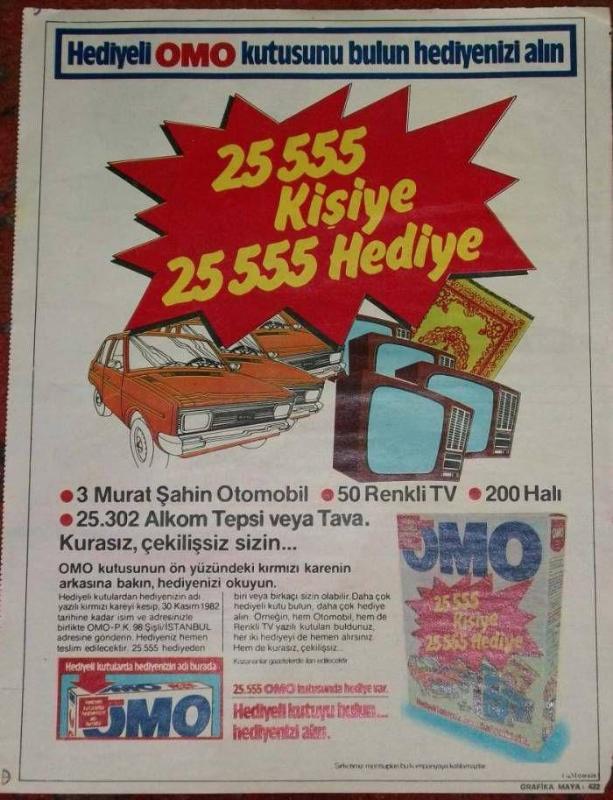 Hediyeli OMO kutusunu bulun hediyenizi alın
25 555
Kişiye
25 555 Hediye
● 3 Murat Şahin Otomobil ● 50 Renkli TV ● 200 Halı
● 25.302 Alkom Tepsi veya Tava.
Kurasız, çekilişsiz sizin...
OMO kutusunun ön yüzündeki kırmızı karenin
arkasına bakın, hediyenizi okuyun.
Hediyeli kutulardan hediyenizin adı
yazılı kırmızı kareyi kesip, 30 Kasım 1982
tarihine kadar isim ve adresinizle
birlikte OMO-P.K. 98 Şişli/İSTANBUL
adresine gönderin. Hediyeniz hemen
teslim edilecektir. 25 555 hediyeden
biri veya birkaçı sizin olabilir. Daha çok
hediyeli kutu bulun, daha çok hediye
alın. Örneğin, hem Otomobil, hem de
Renkli TV yazılı kutuları buldunuz,
her iki hediyeyi de hemen alırsınız.
Hem de kurasız, çekilişsiz...
Kazananlar gazetelerde ilan edilecektir.
Hediyeli kutularda hediyenizin adı burada
OMO
25.555 OMO kutusunda hediye var.
Hediyeli kutuyu bulun...
hediyenizi alın.
OMO
25 555
Kişiye
25 555 Hediye
Şirketimiz mensupları bu kampanyaya katılamazlar.
GRAFİKA MAYA: 422